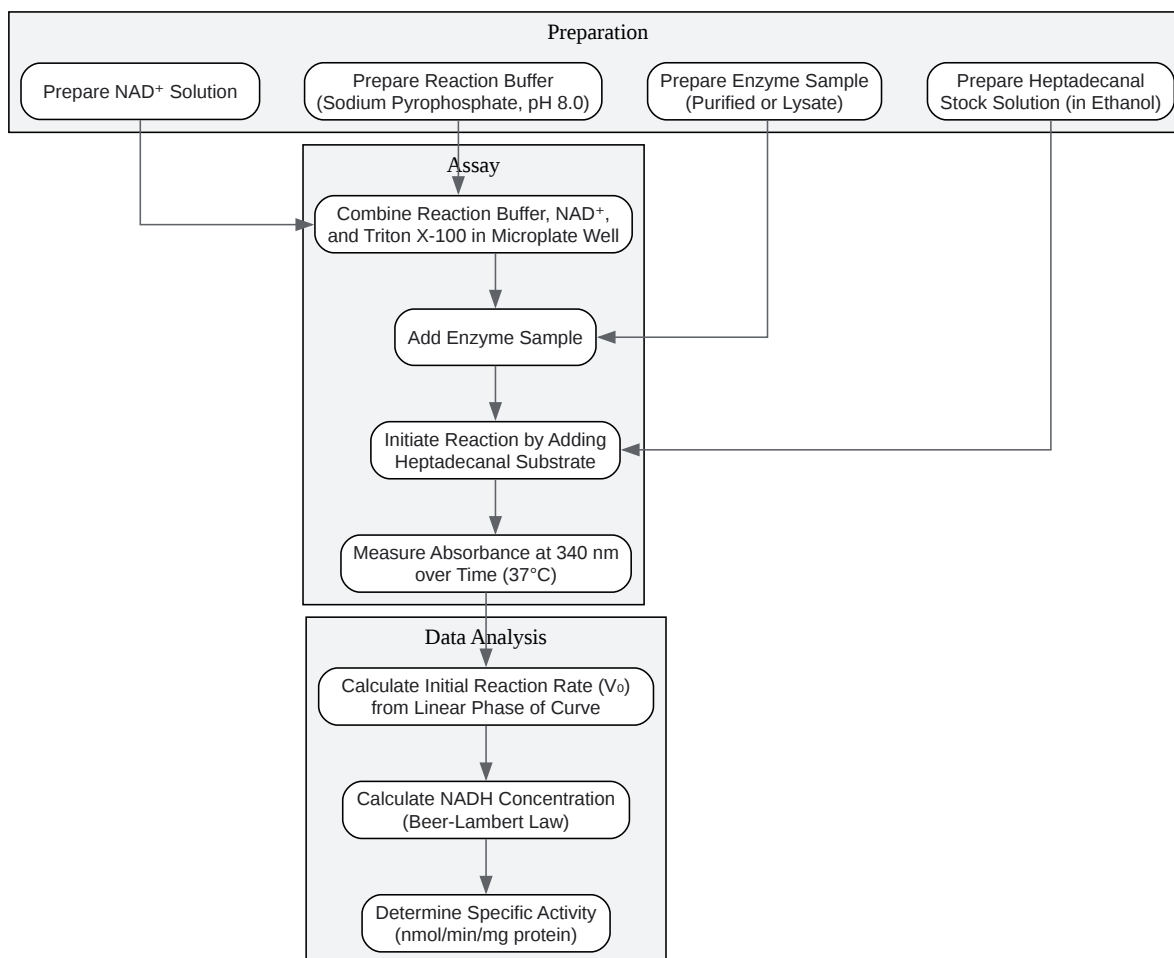 Preparation
Prepare NAD⁺ Solution
Prepare Reaction Buffer
(Sodium Pyrophosphate, pH 8.0)
Prepare Enzyme Sample
(Purified or Lysate)
Prepare Heptadecanal
Stock Solution (in Ethanol)
Assay
Combine Reaction Buffer, NAD⁺,
and Triton X-100 in Microplate Well
Add Enzyme Sample
Initiate Reaction by Adding
Heptadecanal Substrate
Measure Absorbance at 340 nm
over Time (37°C)
Data Analysis
Calculate Initial Reaction Rate (V₀)
from Linear Phase of Curve
Calculate NADH Concentration
(Beer-Lambert Law)
Determine Specific Activity
(nmol/min/mg protein)